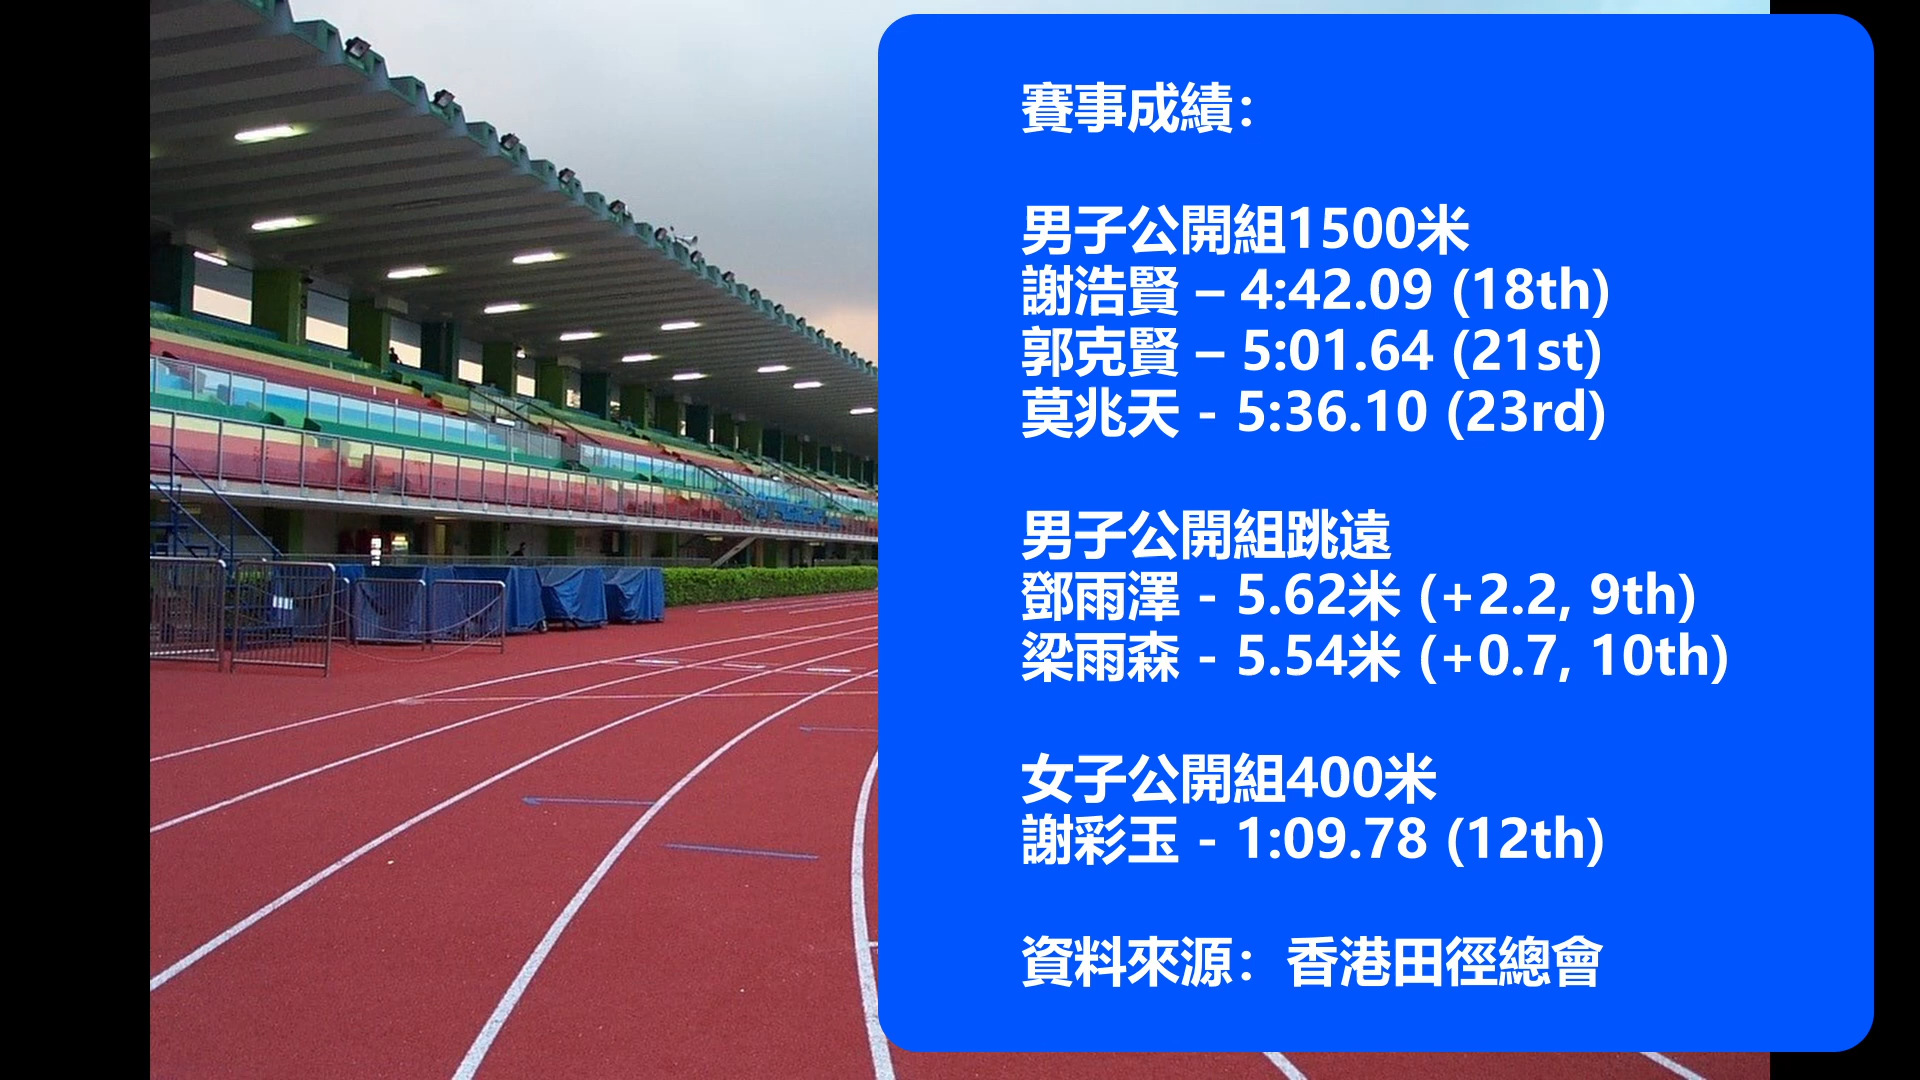 賽事成績：
男子公開組1500米
謝浩賢 – 4:42.09 (18th)
郭克賢 – 5:01.64 (21st)
莫兆天 - 5:36.10 (23rd)
男子公開組跳遠
鄧雨澤 - 5.62米 (+2.2, 9th)
梁雨森 - 5.54米 (+0.7, 10th)
女子公開組400米
謝彩玉 - 1:09.78 (12th)
資料來源：香港田徑總會